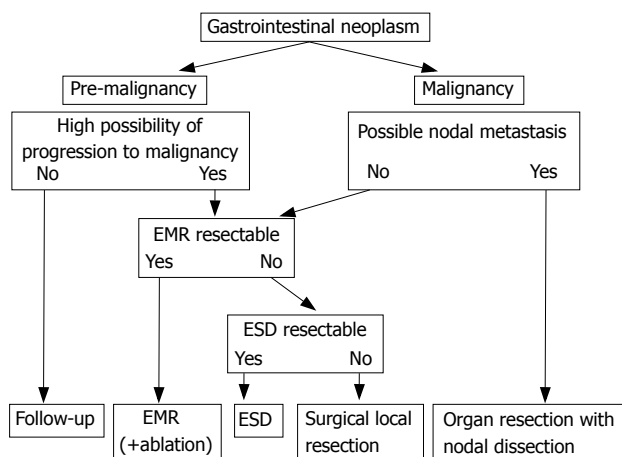 Gastrointestinal neoplasm
Pre-malignancy
Malignancy
High possibility of
progression to malignancy
No Yes
Possible nodal metastasis
No Yes
EMR resectable
Yes No
ESD resectable
Yes No
Follow-up
EMR
(+ablation)
ESD
Surgical local
resection
Organ resection with
nodal dissection